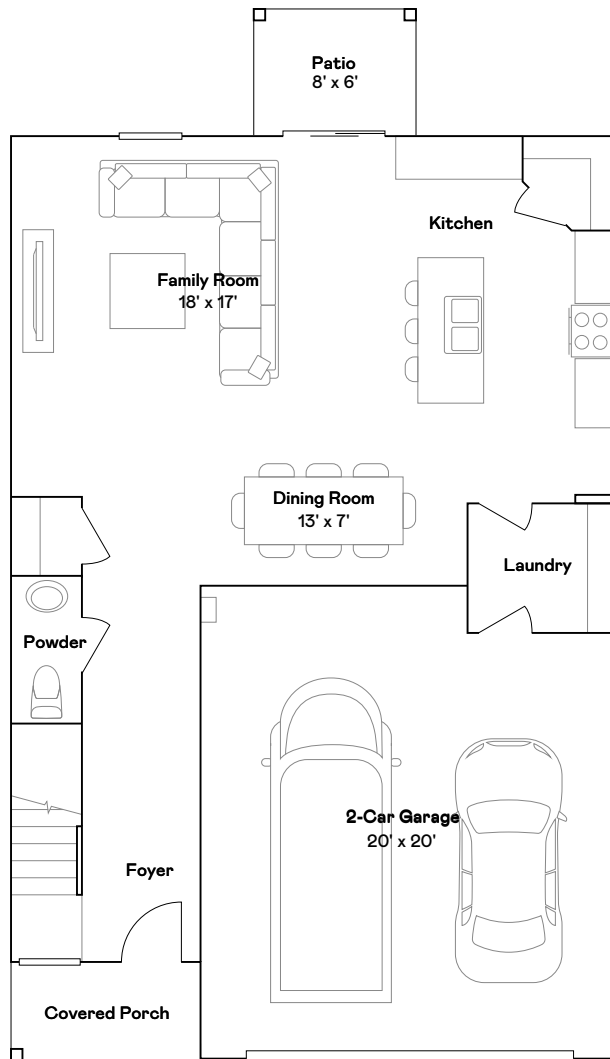 Patio
8' x 6'
Kitchen
Family Room
18' x 17'
Dining Room
13' x 7'
Laundry
Powder
2-Car Garage
20' x 20'
Foyer
Covered Porch